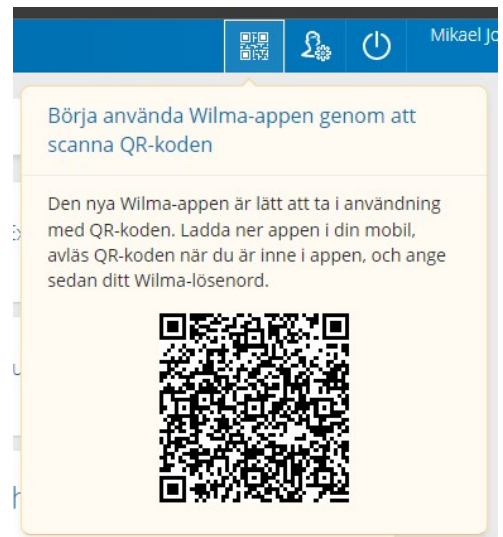 Mikael Jo
Börja använda Wilma-appen genom att
scanna QR-koden
Den nya Wilma-appen är lätt att ta i användning
med QR-koden. Ladda ner appen i din mobil,
avläs QR-koden när du är inne i appen, och ange
sedan ditt Wilma-lösenord.